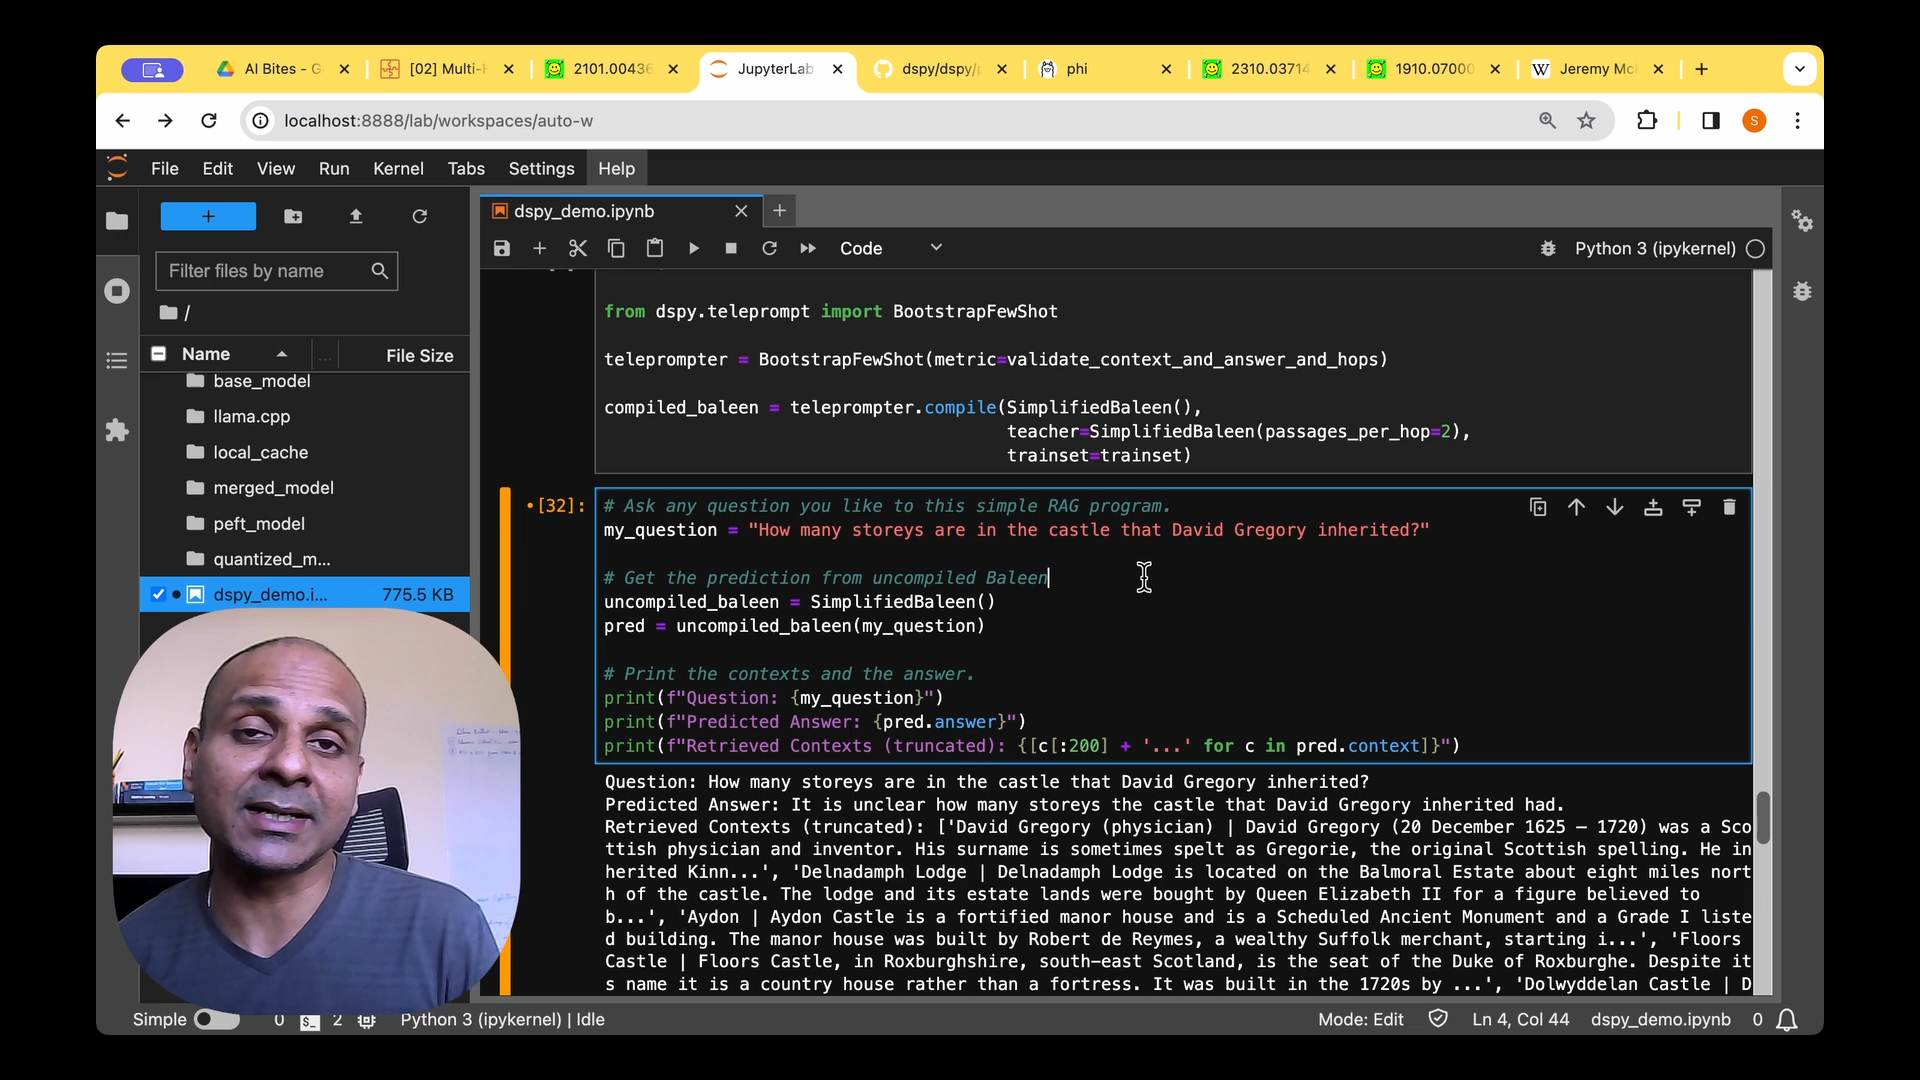 AI Bites - G
[02] Multi-H
2101.00436
JupyterLab
dspy/dspy/p
phi
2310.03714
1910.07000
Jeremy Mc
localhost:8888/lab/workspaces/auto-w
S
File Edit View Run Kernel Tabs Settings Help
dspy_demo.ipynb
Filter files by name
Code
Python 3 (ipykernel)
/
Name ... File Size
base_model
llama.cpp
local_cache
merged_model
peft_model
quantized_m...
dspy_demo.i... 775.5 KB
from dspy.teleprompt import BootstrapFewShot
teleprompter = BootstrapFewShot(metric=validate_context_and_answer_and_hops)
compiled_baleen = teleprompter.compile(SimplifiedBaleen(),
teacher=SimplifiedBaleen(passages_per_hop=2),
trainset=trainset)
[32]:
# Ask any question you like to this simple RAG program.
my_question = "How many storeys are in the castle that David Gregory inherited?"
# Get the prediction from uncompiled Baleen
uncompiled_baleen = SimplifiedBaleen()
pred = uncompiled_baleen(my_question)
# Print the contexts and the answer.
print(f"Question: {my_question}")
print(f"Predicted Answer: {pred.answer}")
print(f"Retrieved Contexts (truncated): {[c[:200] + '...' for c in pred.context]}")
Question: How many storeys are in the castle that David Gregory inherited?
Predicted Answer: It is unclear how many storeys the castle that David Gregory inherited had.
Retrieved Contexts (truncated): ['David Gregory (physician) | David Gregory (20 December 1625 – 1720) was a Sco
ttish physician and inventor. His surname is sometimes spelt as Gregorie, the original Scottish spelling. He in
herited Kinn...', 'Delnadamph Lodge | Delnadamph Lodge is located on the Balmoral Estate about eight miles nort
h of the castle. The lodge and its estate lands were bought by Queen Elizabeth II for a figure believed to
b...', 'Aydon | Aydon Castle is a fortified manor house and is a Scheduled Ancient Monument and a Grade I liste
d building. The manor house was built by Robert de Reymes, a wealthy Suffolk merchant, starting i...', 'Floors
Castle | Floors Castle, in Roxburghshire, south-east Scotland, is the seat of the Duke of Roxburghe. Despite it
s name it is a country house rather than a fortress. It was built in the 1720s by ...', 'Dolwyddelan Castle | D
Simple 0 2 Python 3 (ipykernel) | Idle Mode: Edit Ln 4, Col 44 dspy_demo.ipynb 0